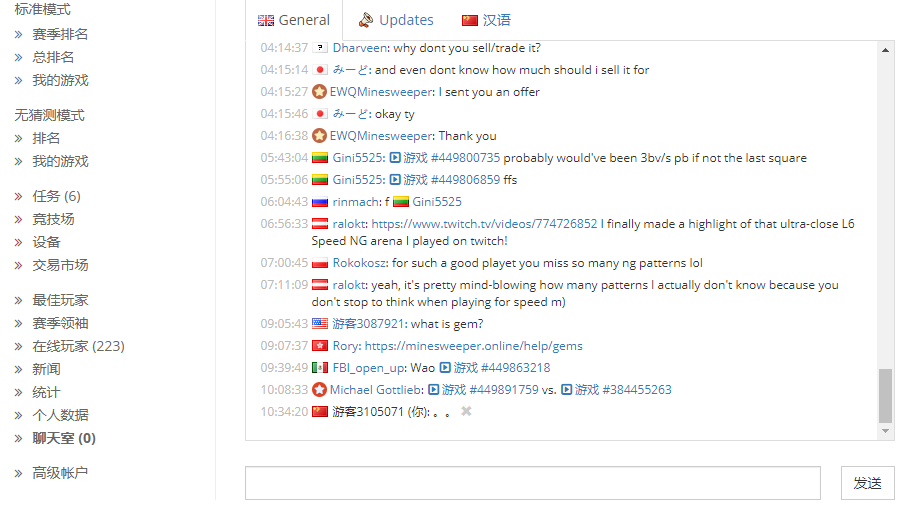 标准模式
赛季排名
总排名
我的游戏
无猜测模式
排名
我的游戏
任务 (6)
竞技场
设备
交易市场
最佳玩家
赛季领袖
在线玩家 (223)
新闻
统计
个人数据
聊天室 (0)
高级帐户
General Updates 汉语
04:14:37 ? Dharveen: why dont you sell/trade it?
04:15:14 みーど: and even dont know how much should i sell it for
04:15:27 EWQMinesweeper: I sent you an offer
04:15:46 みーど: okay ty
04:16:38 EWQMinesweeper: Thank you
05:43:04 Gini5525: 游戏 #449800735 probably would've been 3bv/s pb if not the last square
05:55:06 Gini5525: 游戏 #449806859 ffs
06:04:43 rinmach: f Gini5525
06:56:33 ralokt: https://www.twitch.tv/videos/774726852 I finally made a highlight of that ultra-close L6
Speed NG arena I played on twitch!
07:00:45 Rokokosz: for such a good playet you miss so many ng patterns lol
07:11:09 ralokt: yeah, it's pretty mind-blowing how many patterns I actually don't know because you
don't stop to think when playing for speed m)
09:05:43 游客3087921: what is gem?
09:07:37 Rory: https://minesweeper.online/help/gems
09:39:49 FBI_open_up: Wao 游戏 #449863218
10:08:33 Michael Gottlieb: 游戏 #449891759 vs. 游戏 #384455263
10:34:20 游客3105071 (你): 。。
发送